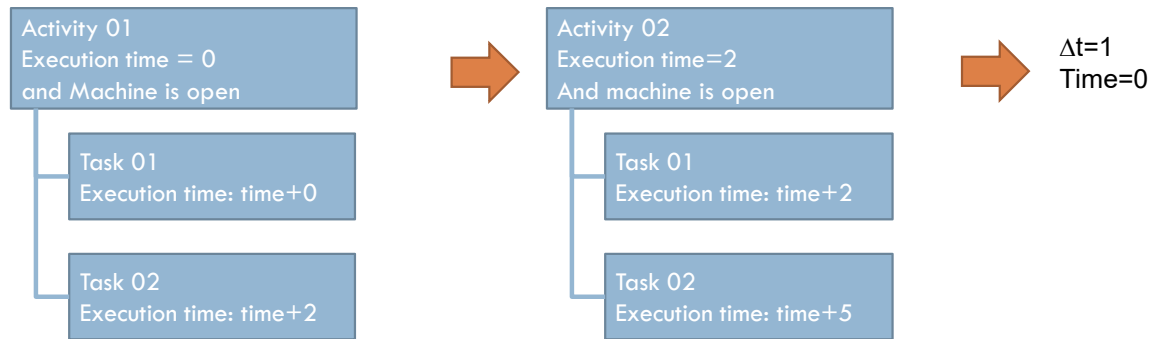 Activity 01
Execution time = 0
and Machine is open
Task 01
Execution time: time+0
Task 02
Execution time: time+2
Activity 02
Execution time=2
And machine is open
Task 01
Execution time: time+2
Task 02
Execution time: time+5
Δt=1
Time=0